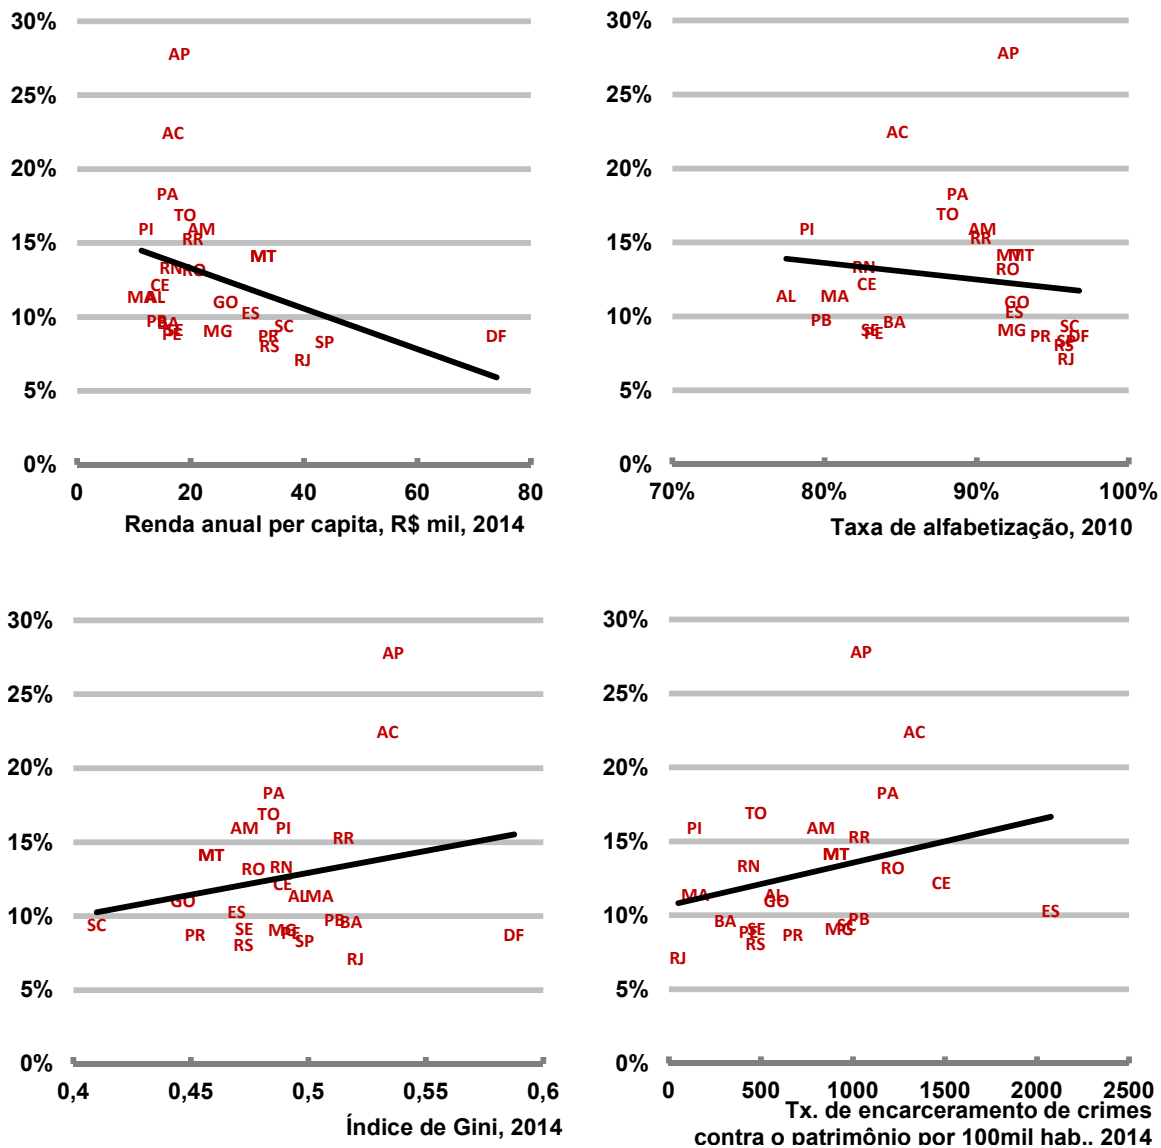 30%
AP
25%
AC
20%
PA
TO
PI
AM
RR
15%
MT
RN
RO
CE
MA
AL
GO
10%
ES
PB
BA
SC
SE
PE
MG
PR
RS
SP
DF
RJ
5%
0%
0
20
40
60
80
Renda anual per capita, R$ mil, 2014
30%
AP
25%
AC
20%
PA
TO
PI
AM
RR
15%
MT
MT
RN
RO
CE
AL
MA
GO
10%
ES
PB
BA
SC
SE
PE
MG
PR
SP
DF
RS
RJ
5%
0%
70%
80%
90%
100%
Taxa de alfabetização, 2010
30%
AP
25%
AC
20%
PA
TO
AM
PI
RR
15%
MT
RO
RN
CE
AL
MA
GO
10%
ES
SC
PB
BA
SE
MG
PE
PR
RS
SP
DF
RJ
5%
0%
0,4
0,45
0,5
0,55
0,6
Índice de Gini, 2014
30%
AP
25%
AC
20%
PA
TO
PI
AM
RR
15%
MT
RN
RO
CE
MA
AL
GO
10%
ES
BA
PB
SC
SE
PE
MG
PR
RS
RJ
5%
0%
0
500
1000
1500
2000
2500
Tx. de encarceramento de crimes
contra o patrimônio por 100mil hab., 2014